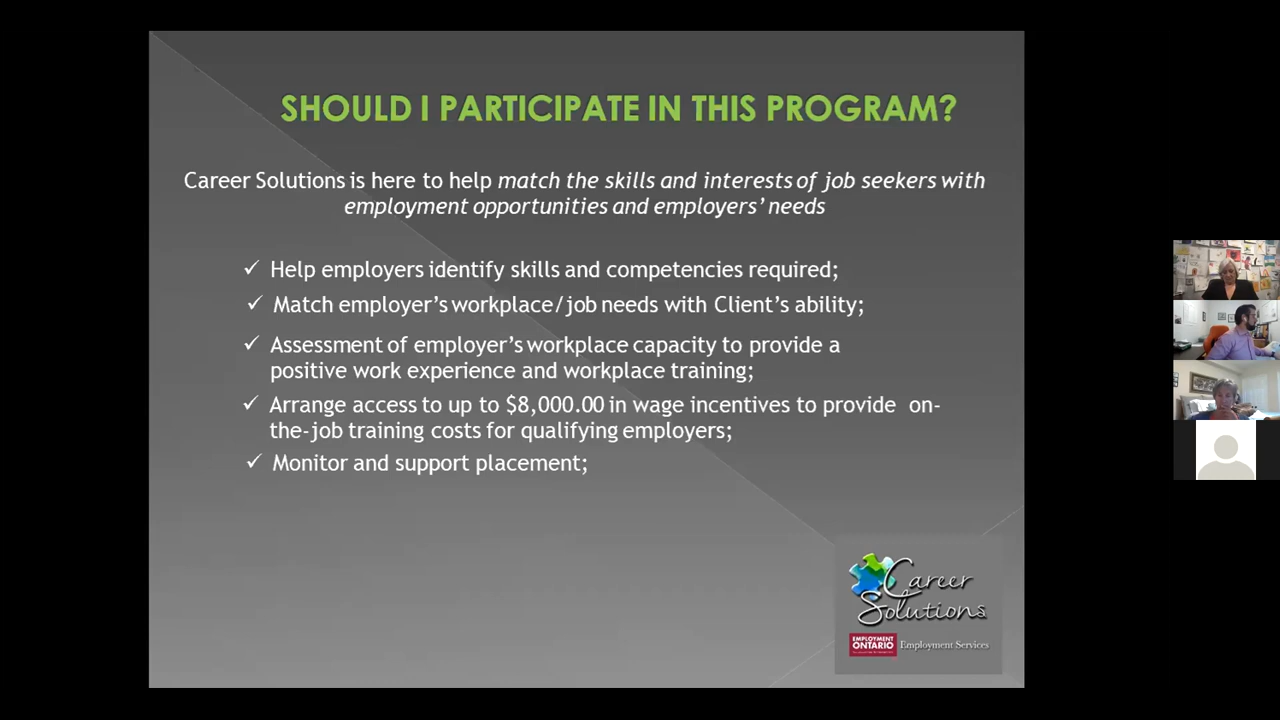 SHOULD I PARTICIPATE IN THIS PROGRAM?
Career Solutions is here to help match the skills and interests of job seekers with
employment opportunities and employers’ needs
✓ Help employers identify skills and competencies required;
✓ Match employer’s workplace/job needs with Client’s ability;
✓ Assessment of employer’s workplace capacity to provide a
positive work experience and workplace training;
✓ Arrange access to up to $8,000.00 in wage incentives to provide on-
the-job training costs for qualifying employers;
✓ Monitor and support placement;
Career
Solutions
EMPLOYMENT
ONTARIO
Employment Services